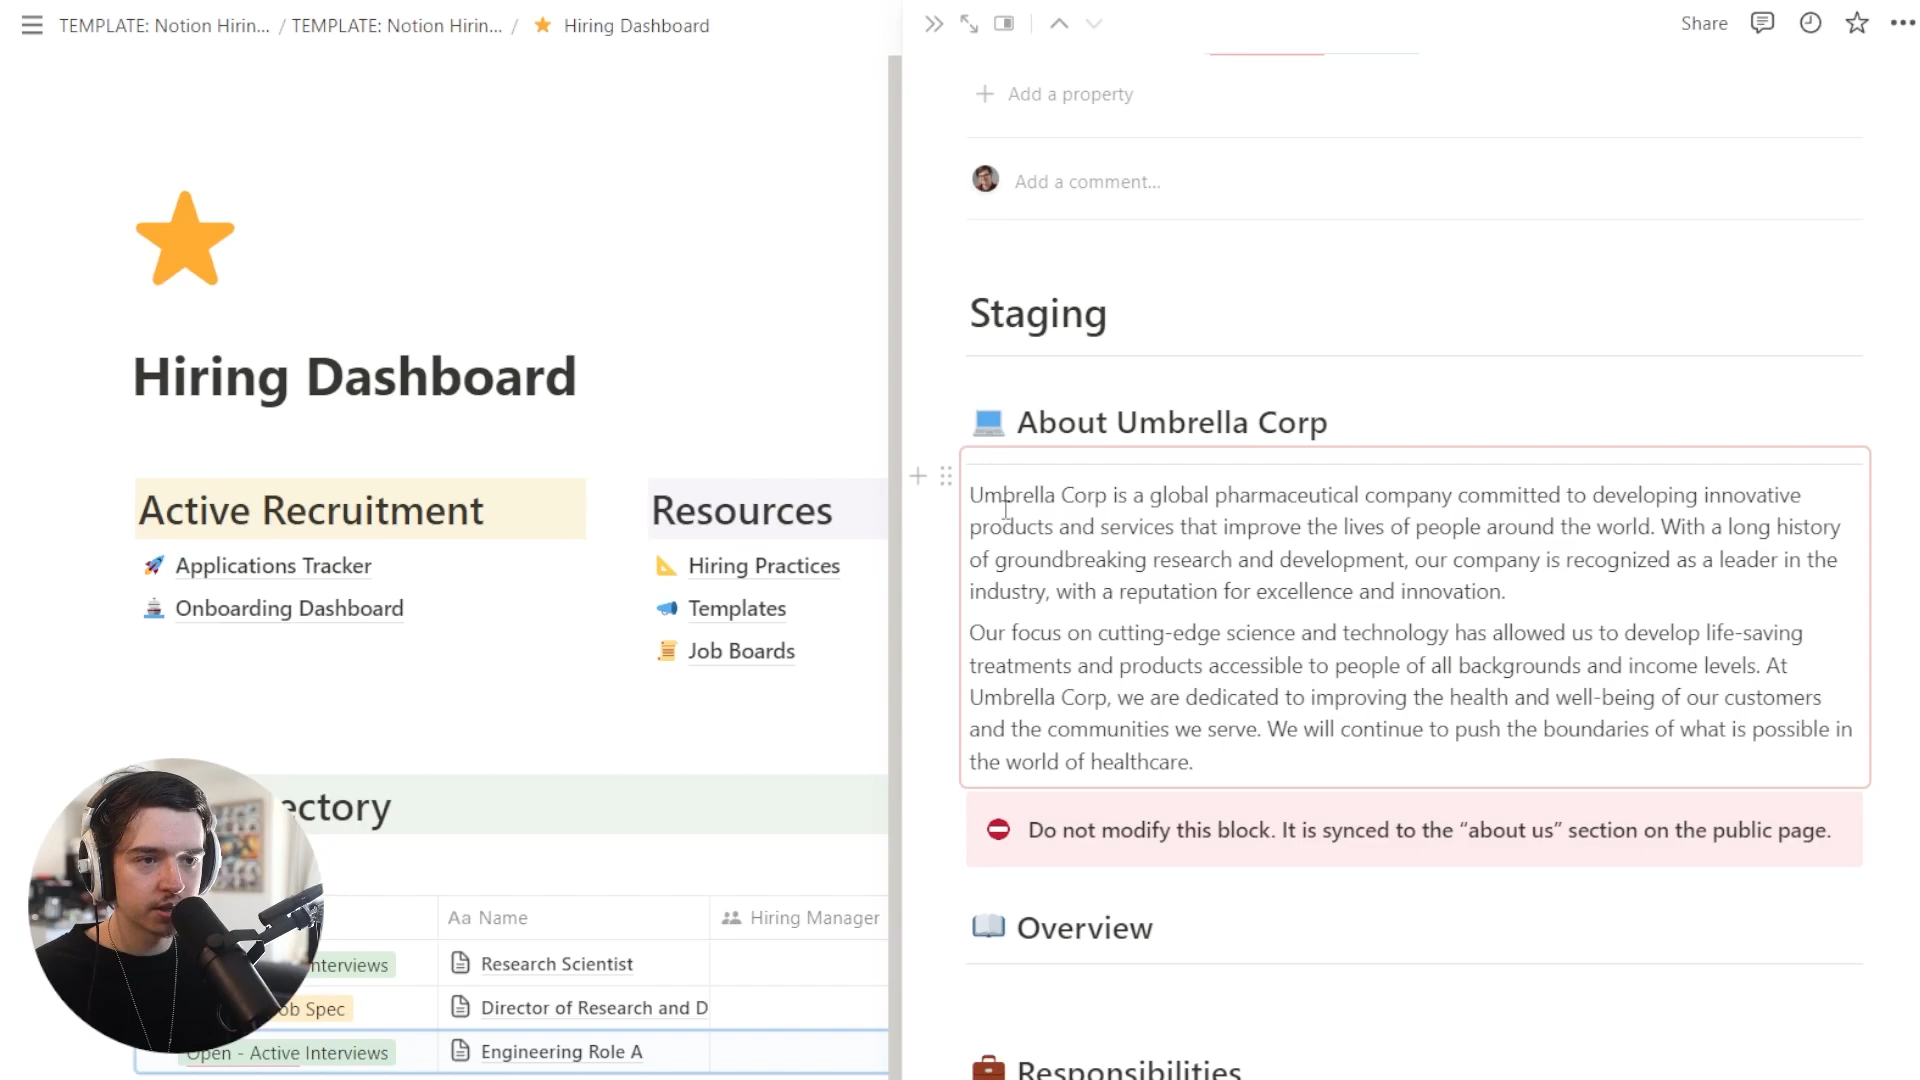 TEMPLATE: Notion Hirin... / TEMPLATE: Notion Hirin... / Hiring Dashboard
Hiring Dashboard
Active Recruitment
Applications Tracker
Onboarding Dashboard
Resources
Hiring Practices
Templates
Job Boards
ectory
Aa Name
Hiring Manager
nterviews
Research Scientist
ob Spec
Director of Research and D
Open - Active Interviews
Engineering Role A
Share
Add a property
Add a comment...
Staging
About Umbrella Corp
Umbrella Corp is a global pharmaceutical company committed to developing innovative
products and services that improve the lives of people around the world. With a long history
of groundbreaking research and development, our company is recognized as a leader in the
industry, with a reputation for excellence and innovation.
Our focus on cutting-edge science and technology has allowed us to develop life-saving
treatments and products accessible to people of all backgrounds and income levels. At
Umbrella Corp, we are dedicated to improving the health and well-being of our customers
and the communities we serve. We will continue to push the boundaries of what is possible in
the world of healthcare.
Do not modify this block. It is synced to the “about us” section on the public page.
Overview
Responsibilities